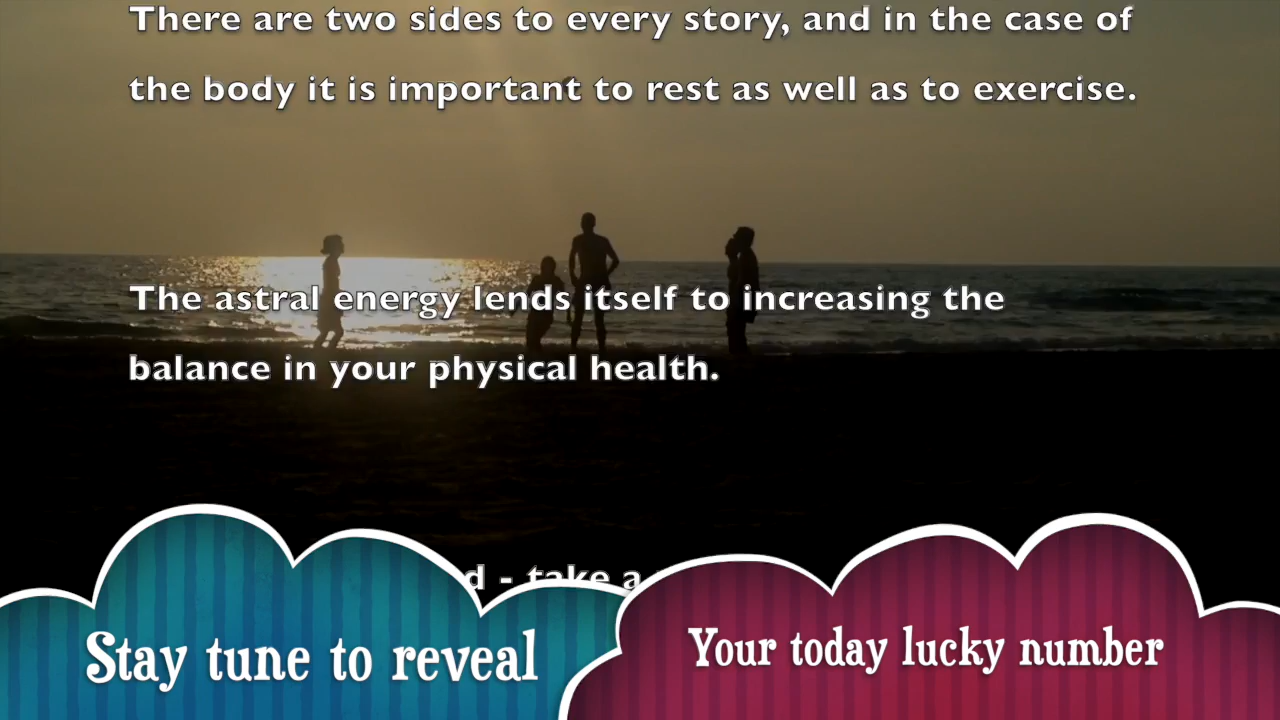 There are two sides to every story, and in the case of
the body it is important to rest as well as to exercise.
The astral energy lends itself to increasing the
balance in your physical health.
- take a
Stay tune to reveal
Your today lucky number